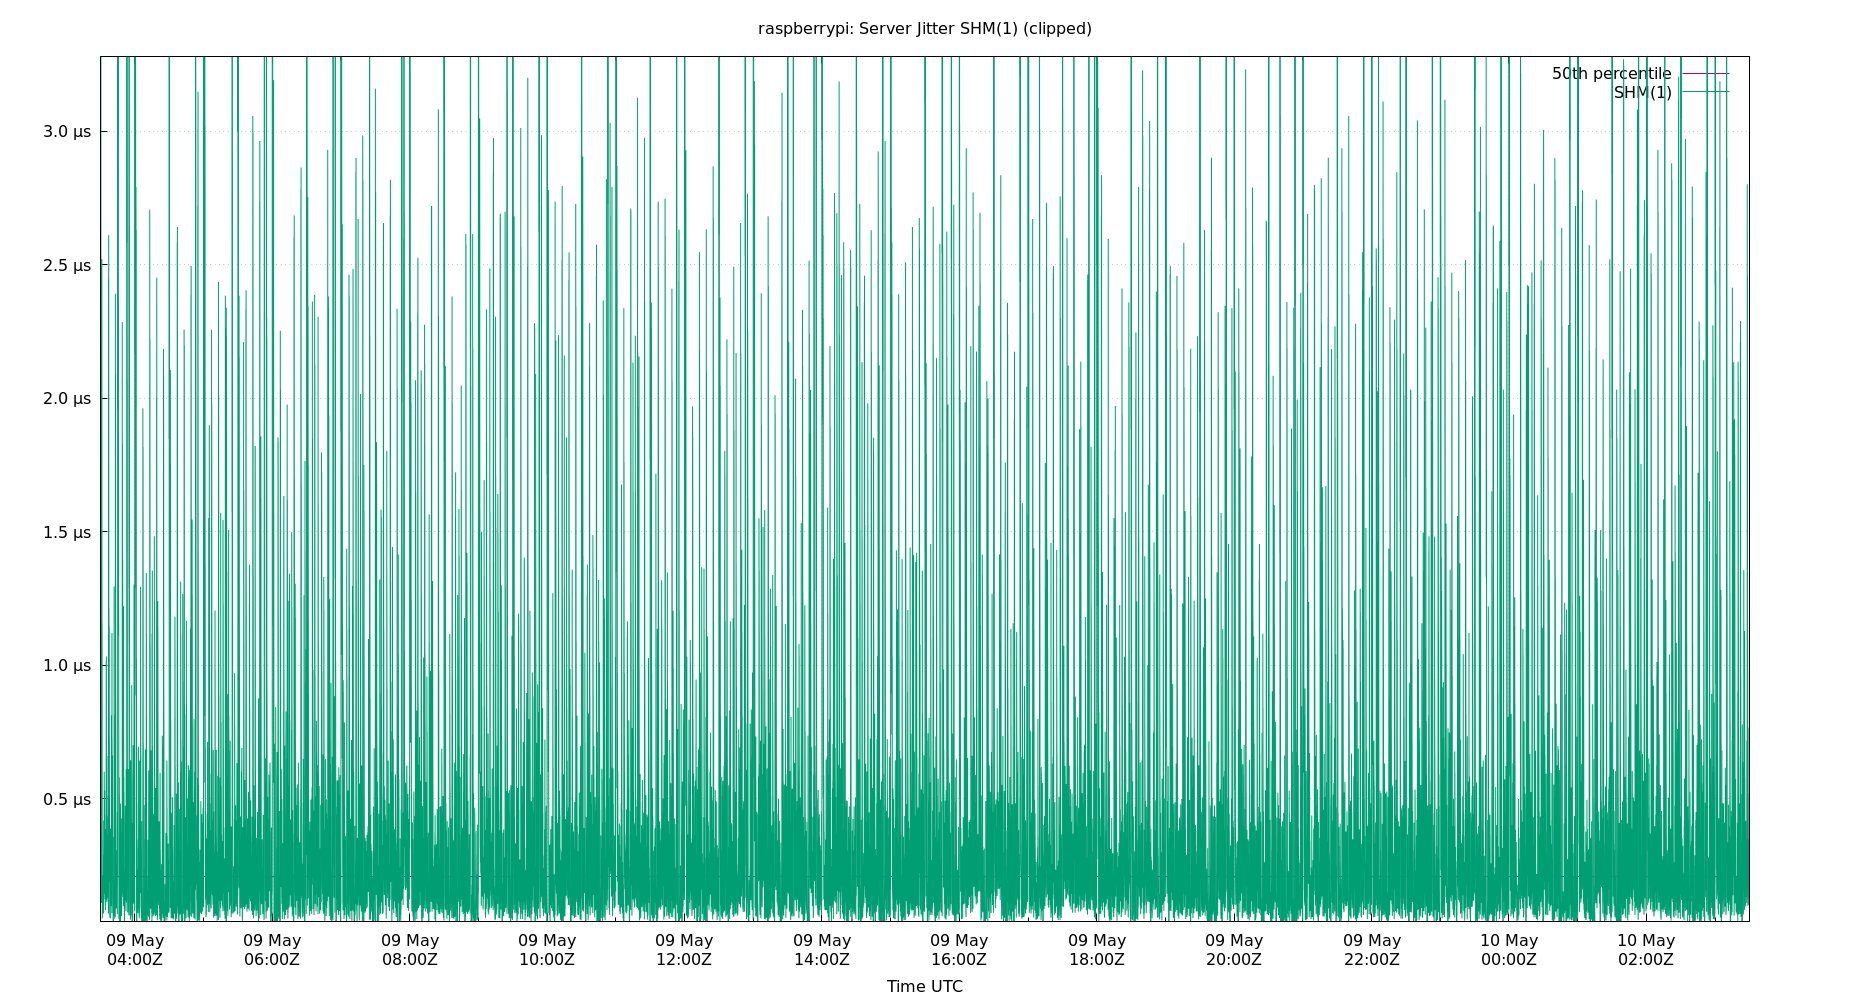 raspberrypi: Server Jitter SHM(1) (clipped)
50th percentile
SHM(1)
3.0 µs
2.5 µs
2.0 µs
1.5 µs
1.0 µs
0.5 µs
09 May 09 May 09 May 09 May 09 May 09 May 09 May 09 May 09 May 09 May 10 May 10 May
04:00Z 06:00Z 08:00Z 10:00Z 12:00Z 14:00Z 16:00Z 18:00Z 20:00Z 22:00Z 00:00Z 02:00Z
Time UTC